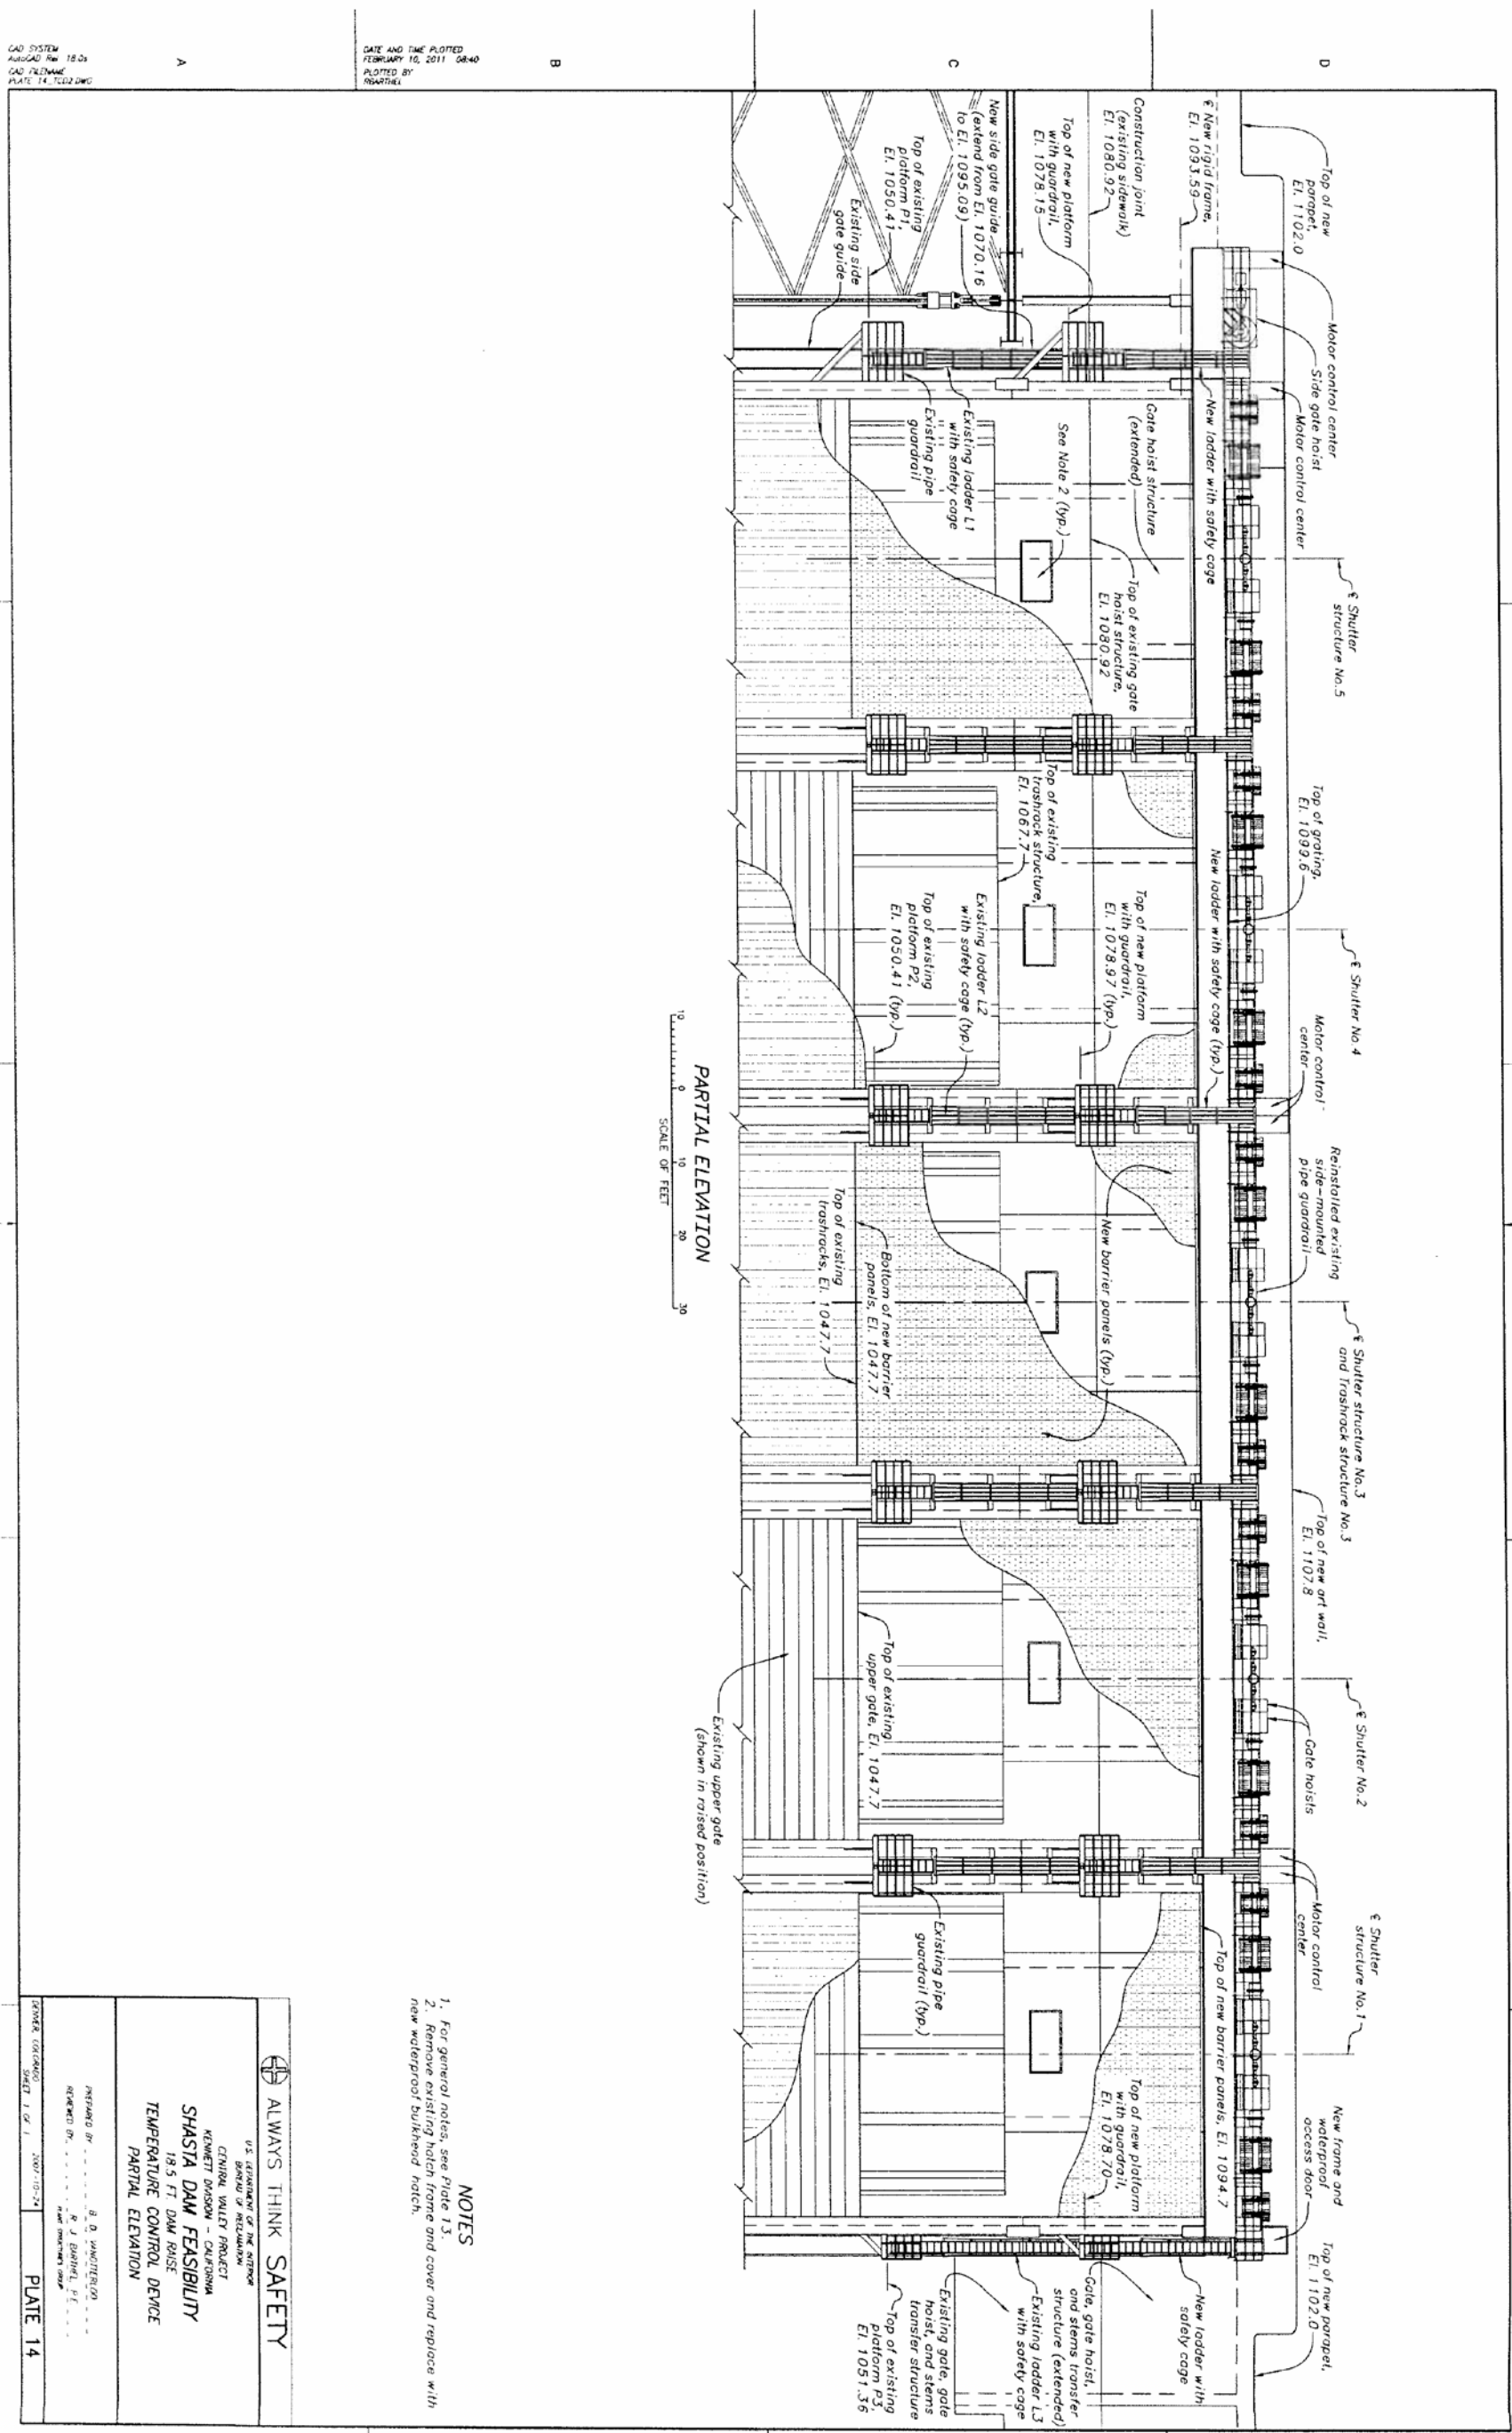 CAD SYSTEM
AutoCAD Rel 18.0s
CAD FILENAME
PLATE 14_TCD2.DWG
DATE AND TIME PLOTTED
FEBRUARY 10, 2011 08:40
PLOTTED BY
RBARTHEL
A
B
C
D
Top of new
parapet,
El. 1102.0
℄ New rigid frame,
El. 1093.59
Construction joint
(existing sidewalk)
El. 1080.92
Top of new platform
with guardrail,
El. 1078.15
New side gate guide
(extend from El. 1070.16
to El. 1095.09)
Top of existing
platform P1,
El. 1050.41
Existing side
gate guide
Motor control center
Side gate hoist
Motor control center
New ladder with safety cage
Gate hoist structure
(extended)
See Note 2 (typ.)
Existing ladder L1
with safety cage
Existing pipe
guardrail
℄ Shutter
structure No.5
Top of existing gate
hoist structure,
El. 1080.92
Top of grating,
El. 1099.6
New ladder with safety cage (typ.)
Top of existing
trashrack structure,
El. 1067.7
℄ Shutter No.4
Top of new platform
with guardrail,
El. 1078.97 (typ.)
Existing ladder L2
with safety cage (typ.)
Top of existing
platform P2,
El. 1050.41 (typ.)
Motor control
center
Reinstalled existing
side-mounted
pipe guardrail
℄ Shutter structure No.3
and Trashrack structure No.3
New barrier panels (typ.)
Bottom of new barrier
panels, El. 1047.7
Top of existing
trashracks, El. 1047.7
Top of new art wall,
El. 1107.8
℄ Shutter No.2
Gate hoists
Top of existing
upper gate, El. 1047.7
Existing upper gate
(shown in raised position)
Motor control
center
℄ Shutter
structure No.1
Top of new barrier panels, El. 1094.7
Existing pipe
guardrail (typ.)
Top of new platform
with guardrail,
El. 1078.70
New frame and
waterproof
access door
Top of new parapet,
El. 1102.0
New ladder with
safety cage
Gate, gate hoist,
and stems transfer
structure (extended)
Existing ladder L3
with safety cage
Existing gate, gate
hoist, and stems
transfer structure
Top of existing
platform P3,
El. 1051.36
PARTIAL ELEVATION
10 0 10 20 30
SCALE OF FEET
NOTES
1. For general notes, see Plate 13.
2. Remove existing hatch frame and cover and replace with
new waterproof bulkhead hatch.
ALWAYS THINK SAFETY
U.S. DEPARTMENT OF THE INTERIOR
BUREAU OF RECLAMATION
CENTRAL VALLEY PROJECT
KENNETT DIVISION - CALIFORNIA
SHASTA DAM FEASIBILITY
18.5 FT. DAM RAISE
TEMPERATURE CONTROL DEVICE
PARTIAL ELEVATION
PREPARED BY
REVIEWED BY R J BARTHEL P.E.
DENVER, COLORADO
SHEET 1 OF 1
2007-10-24
PLATE 14